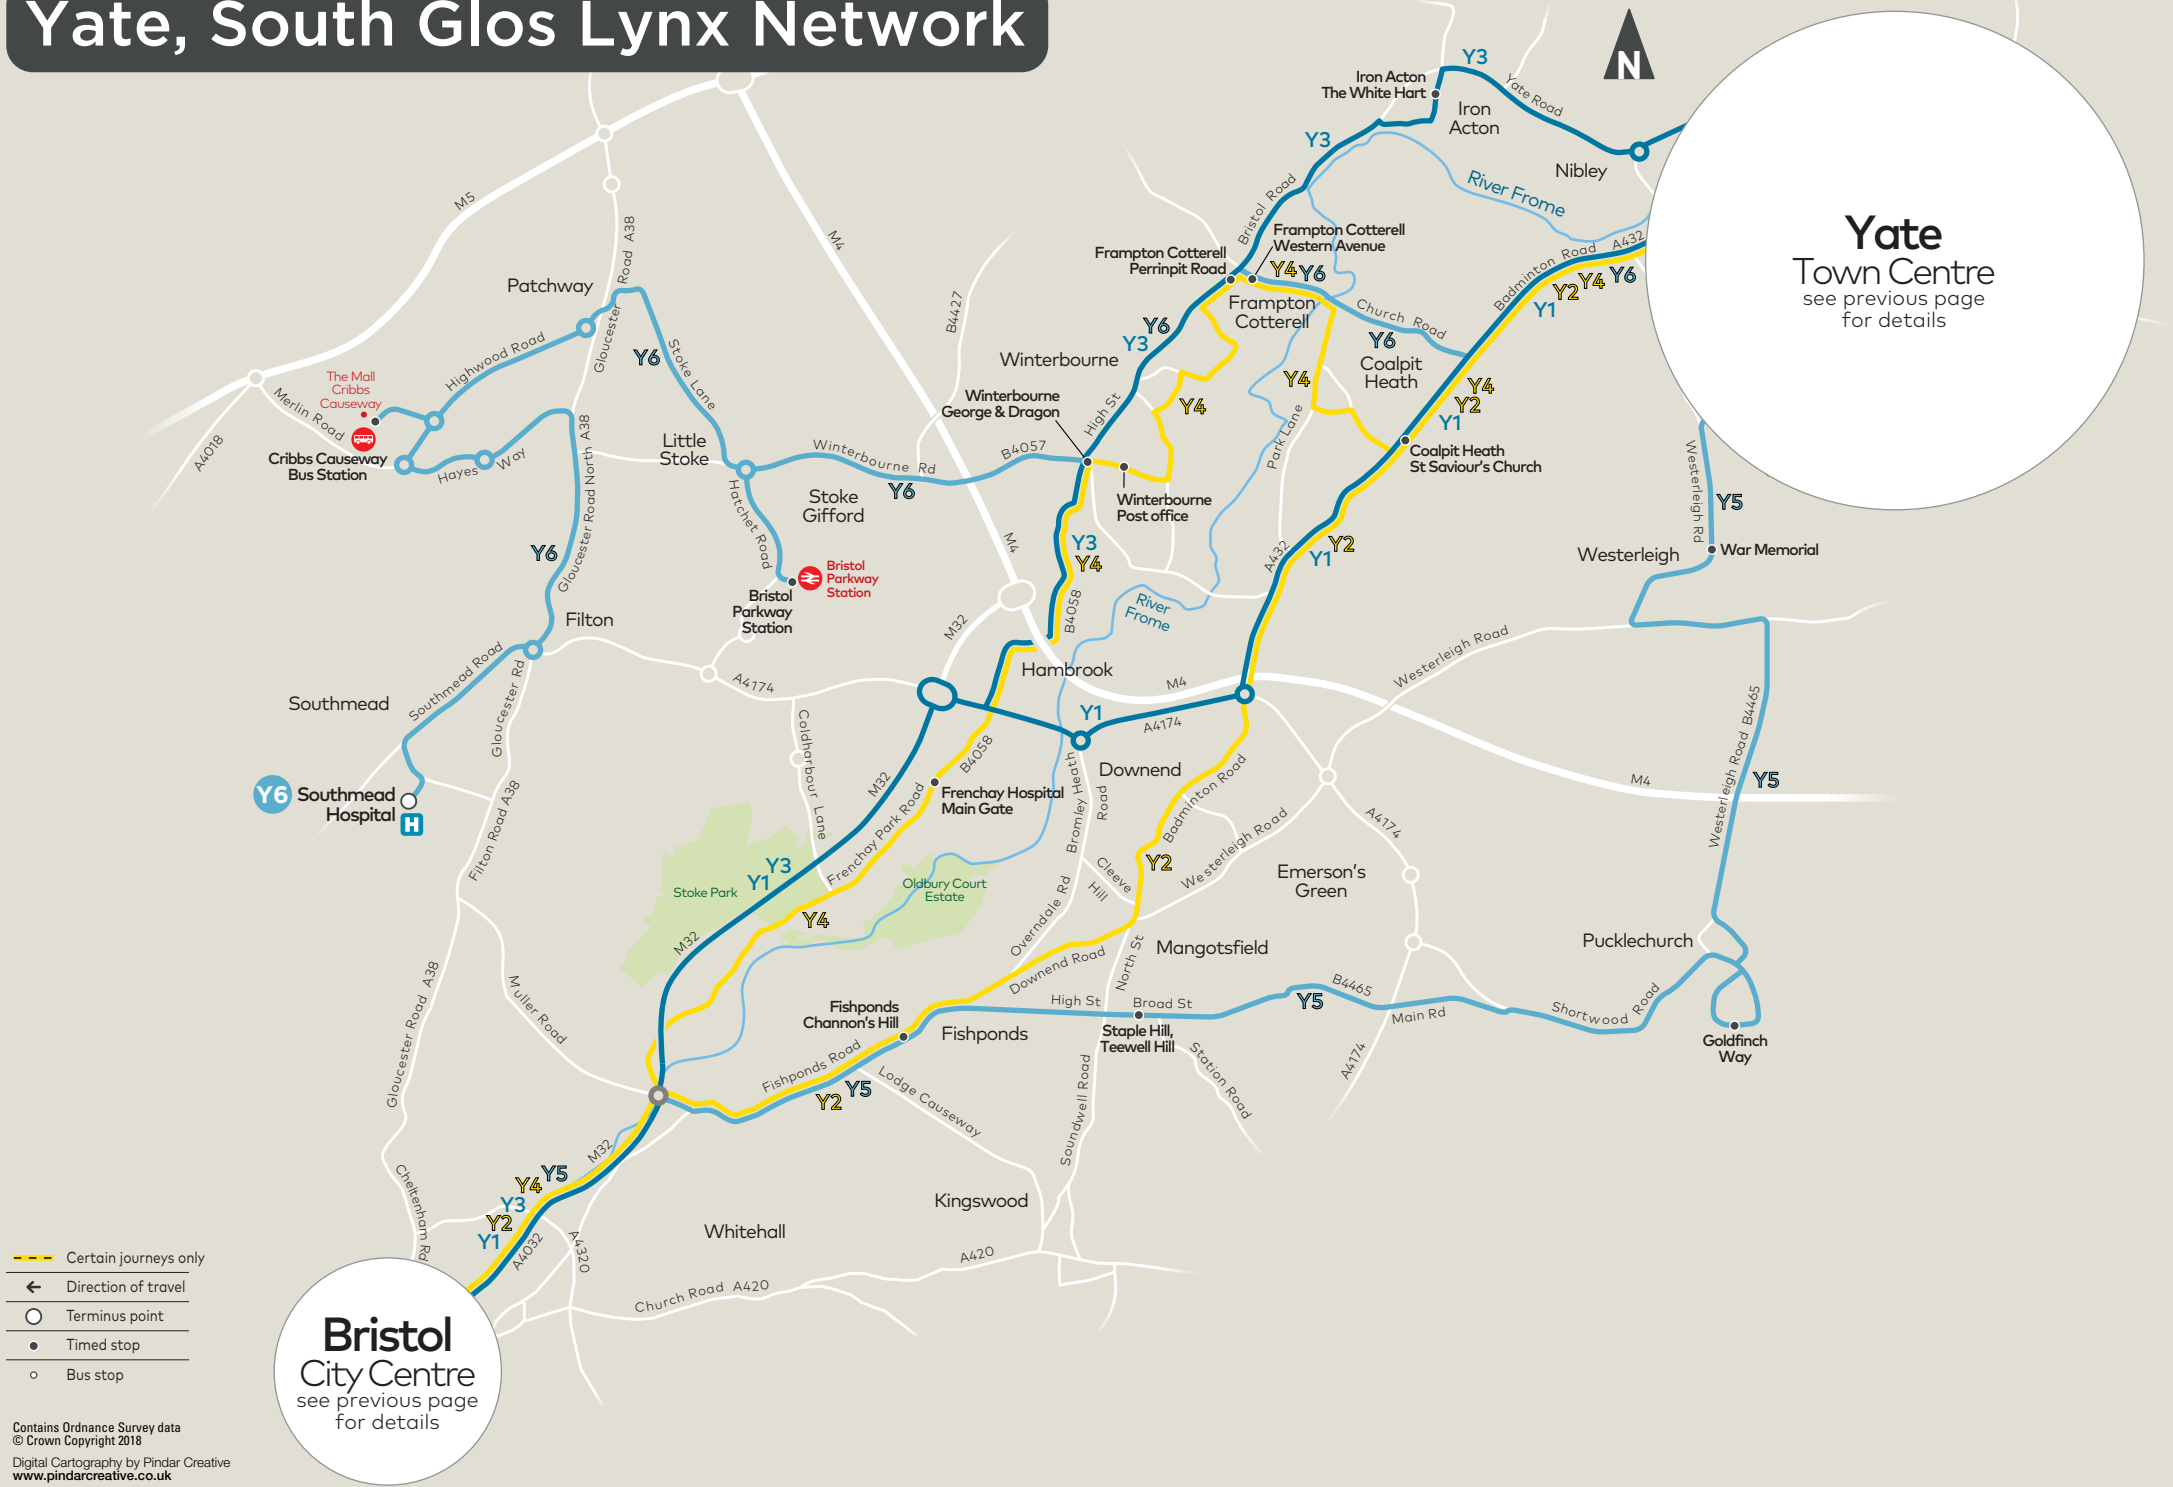 Yate, South Glos Lynx Network
N
Y3
Iron Acton
The White Hart
Yate Road
Iron
Acton
Y3
Nibley
River Frome
Yate
Town Centre
see previous page
for details
M5
M4
Gloucester Road A38
Bristol Road
Frampton Cotterell
Western Avenue
Frampton Cotterell
Perrinpit Road
Y4
Y6
Badminton Road
A432
Y2
Y4
Y6
Y1
Patchway
B4427
Frampton
Cotterell
Church Road
Y6
Y3
Y6
Coalpit
Heath
Highwood Road
Y6
Stoke Lane
Winterbourne
The Mall
Cribbs
Causeway
Merlin Road
A4018
Cribbs Causeway
Bus Station
Hayes Way
Gloucester Road North A38
Winterbourne
George & Dragon
High St
Y4
Y4
Park Lane
Y4
Y2
Y1
Coalpit Heath
St Saviour's Church
Little
Stoke
Winterbourne Rd
B4057
Y6
Stoke
Gifford
Hatchet Road
Winterbourne
Post office
Westerleigh Rd
Y5
Westerleigh
War Memorial
Y6
M4
Y3
Y4
A432
Y2
Y1
Bristol
Parkway
Station
Bristol
Parkway
Station
River
Frome
B4058
M32
Filton
Hambrook
Westerleigh Road
Southmead Road
Southmead
Gloucester Rd
A4174
M4
Y1
A4174
Westerleigh Road B4465
M4
Y5
Coldharbour Lane
B4058
Y6
Southmead
Hospital
H
M32
Frenchay Hospital
Main Gate
Bromley Heath
Road
Downend
Badminton Road
Filton Road A38
Frenchay Park Road
A4174
Westerleigh Road
Y3
Y1
Stoke Park
Oldbury Court
Estate
Cleeve
Hill
Y2
Emerson's
Green
Y4
Overndale Rd
M32
Downend Road
North St
Mangotsfield
Pucklechurch
Gloucester Road A38
Muller Road
Fishponds
Channon's Hill
Fishponds
High St
Broad St
B4465
Y5
Main Rd
Shortwood Road
Staple Hill,
Teewell Hill
Goldfinch
Way
Fishponds Road
Y5
Y2
Lodge Causeway
Station Road
A4174
Soundwell Road
M32
Y5
Y4
Y3
Y2
Y1
Cheltenham Rd
A4032
A4320
Whitehall
Kingswood
A420
Church Road A420
Certain journeys only
Direction of travel
Terminus point
Timed stop
Bus stop
Bristol
City Centre
see previous page
for details
Contains Ordnance Survey data
© Crown Copyright 2018
Digital Cartography by Pindar Creative
www.pindarcreative.co.uk